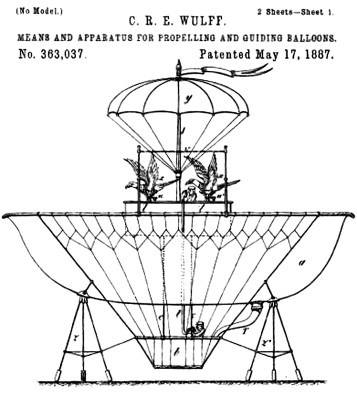 (No Model.) 2 Sheets—Sheet 1.
C. R. E. WULFF.
MEANS AND APPARATUS FOR PROPELLING AND GUIDING BALLOONS.
No. 363,037. Patented May 17, 1887.
y
a
b
r
r